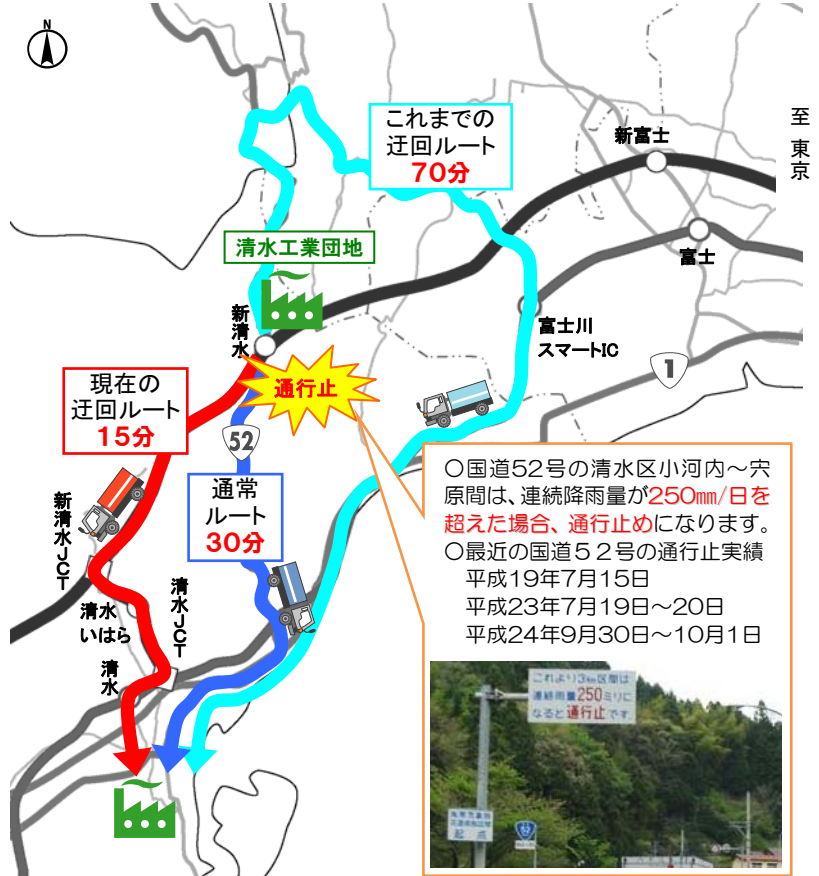 N
これまでの
迂回ルート
70分
至 東京
新富士
清水工業団地
富士
新清水
富士川
スマートIC
通行止
1
現在の
迂回ルート
15分
52
通常
ルート
30分
新清水JCT
清水JCT
清水
いはら
清水
○国道52号の清水区小河内～宍
原間は、連続降雨量が250㎜/日を
超えた場合、通行止めになります。
○最近の国道５２号の通行止実績
平成19年7月15日
平成23年7月19日～20日
平成24年9月30日～10月1日
これより3㎞区間は
連続雨量250ミリに
なると通行止です
起点
52